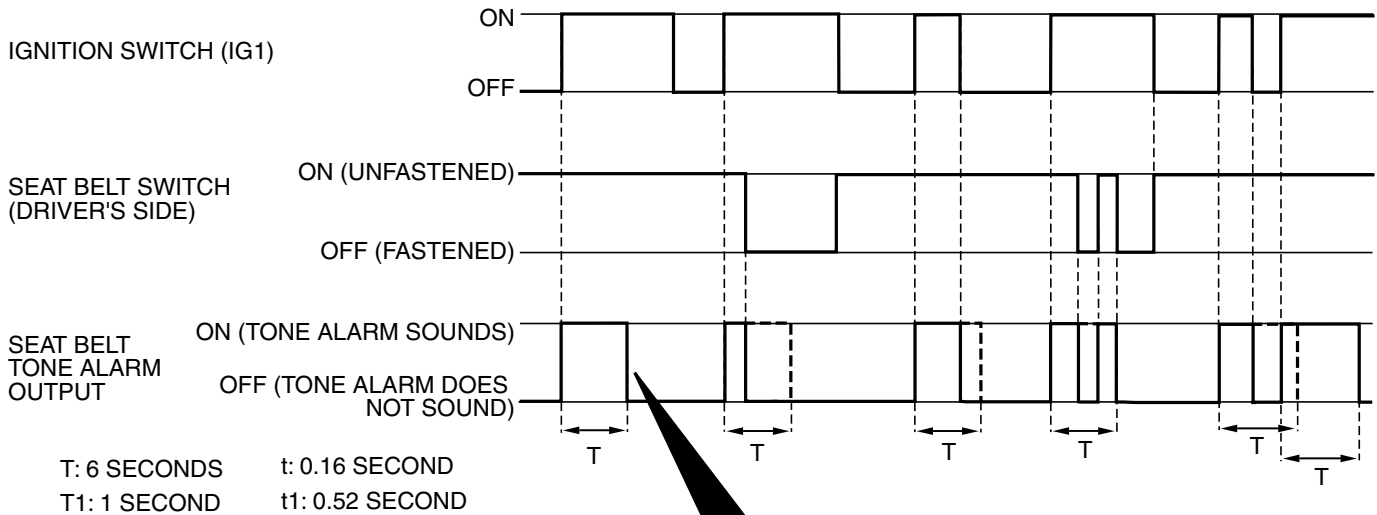 ON
IGNITION SWITCH (IG1)
OFF
ON (UNFASTENED)
SEAT BELT SWITCH
(DRIVER'S SIDE)
OFF (FASTENED)
ON (TONE ALARM SOUNDS)
SEAT BELT
TONE ALARM
OUTPUT
OFF (TONE ALARM DOES
NOT SOUND)
T
T
T
T
T
T
T: 6 SECONDS
t: 0.16 SECOND
T1: 1 SECOND
t1: 0.52 SECOND